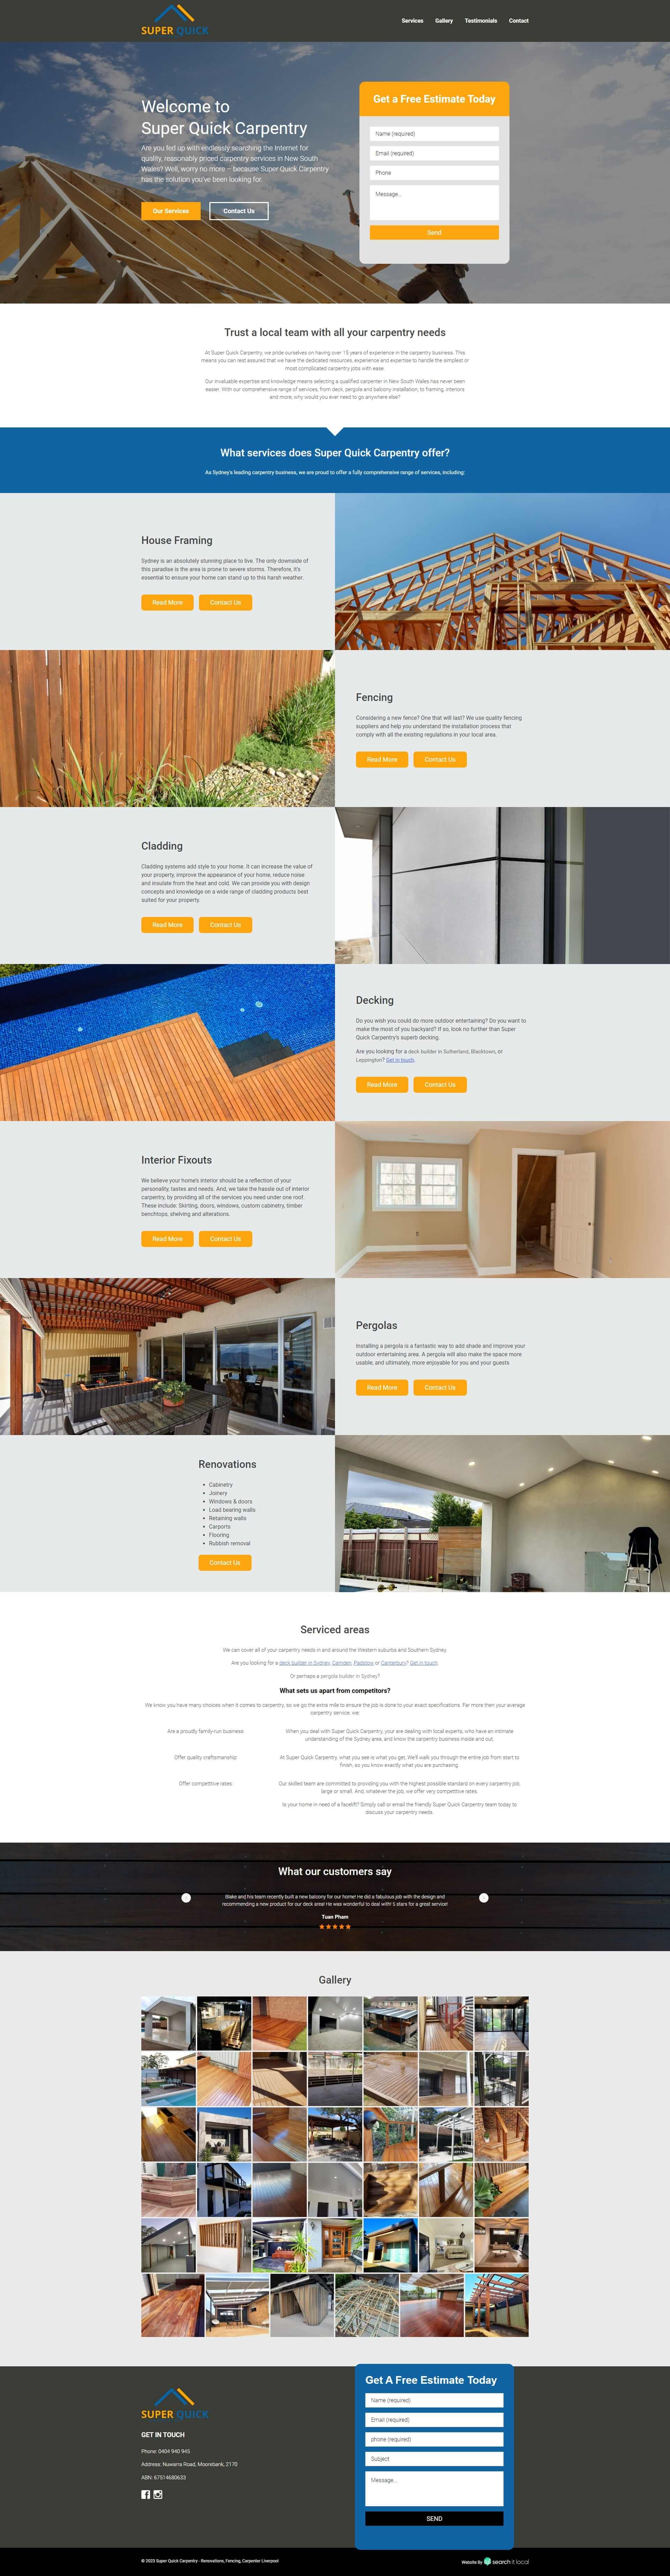 SUPER QUICK
Services Gallery Testimonials Contact
Welcome to
Super Quick Carpentry
Are you fed up with endlessly searching the Internet for
quality, reasonably priced carpentry services in New South
Wales? Well, worry no more – because Super Quick Carpentry
has the solution you've been looking for.
Our Services Contact Us
Get a Free Estimate Today
Name (required)
Email (required)
Phone
Message...
Send
Trust a local team with all your carpentry needs
At Super Quick Carpentry, we pride ourselves on having over 15 years of experience in the carpentry business. This
means you can rest assured that we have the dedicated resources, experience and expertise to handle the simplest or
most complicated carpentry jobs with ease.
Our invaluable expertise and knowledge means selecting a qualified carpenter in New South Wales has never been
easier. With our comprehensive range of services, from deck, pergola and balcony installation, to framing, interiors
and more, why would you ever need to go anywhere else?
What services does Super Quick Carpentry offer?
As Sydney's leading carpentry business, we are proud to offer a fully comprehensive range of services, including:
House Framing
Sydney is an absolutely stunning place to live. The only downside of
this paradise is the area is prone to severe storms. Therefore, it's
essential to ensure your home can stand up to this harsh weather.
Read More Contact Us
Fencing
Considering a new fence? One that will last? We use quality fencing
suppliers and help you understand the installation process that
comply with all the existing regulations in your local area.
Read More Contact Us
Cladding
Cladding systems add style to your home. It can increase the value of
your property, improve the appearance of your home, reduce noise
and insulate from the heat and cold. We can provide you with design
concepts and knowledge on a wide range of cladding products best
suited for your property.
Read More Contact Us
Decking
Do you wish you could do more outdoor entertaining? Do you want to
make the most of you backyard? If so, look no further than Super
Quick Carpentry's superb decking.
Are you looking for a deck builder in Sutherland, Blacktown, or
Leppington? Get in touch.
Read More Contact Us
Interior Fixouts
We believe your home's interior should be a reflection of your
personality, tastes and needs. And, we take the hassle out of interior
carpentry, by providing all of the services you need under one roof.
These include: Skirting, doors, windows, custom cabinetry, timber
benchtops, shelving and alterations.
Read More Contact Us
Pergolas
Installing a pergola is a fantastic way to add shade and improve your
outdoor entertaining area. A pergola will also make the space more
usable, and ultimately, more enjoyable for you and your guests.
Read More Contact Us
Renovations
• Cabinetry
• Joinery
• Windows & doors
• Load bearing walls
• Retaining walls
• Carports
• Flooring
• Rubbish removal
Contact Us
Serviced areas
We can cover all of your carpentry needs in and around the Western suburbs and Southern Sydney.
Are you looking for a deck builder in Sydney, Camden, Padstow or Canterbury? Get in touch.
Or perhaps a pergola builder in Sydney?
What sets us apart from competitors?
We know you have many choices when it comes to carpentry, so we go the extra mile to ensure the job is done to your exact specifications. Far more than your average
carpentry service, we:
Are a proudly family-run business: When you deal with Super Quick Carpentry, your are dealing with local experts, who have an intimate
understanding of the Sydney area, and know the carpentry business inside and out.
Offer quality craftsmanship: At Super Quick Carpentry, what you see is what you get. We'll walk you through the entire job from start to
finish, so you know exactly what you are purchasing.
Offer competitive rates: Our skilled team are committed to providing you with the highest possible standard on every carpentry job,
large or small. And, whatever the job, we offer very competitive rates.
Is your home in need of a facelift? Simply call or email the friendly Super Quick Carpentry team today to
discuss your carpentry needs.
What our customers say
Blake and his team recently built a new balcony for our home! He did a fabulous job with the design and
recommending a new product for our deck area! He was wonderful to deal with! 5 stars for a great service!
Tuan Pham
Gallery
SUPER QUICK
GET IN TOUCH
Phone: 0404 940 945
Address: Nuwarra Road, Moorebank, 2170
ABN: 67514680633
Get A Free Estimate Today
Name (required)
Email (required)
phone (required)
Subject
Message...
SEND
© 2023 Super Quick Carpentry - Renovations, Fencing, Carpenter Liverpool
Website By search it local